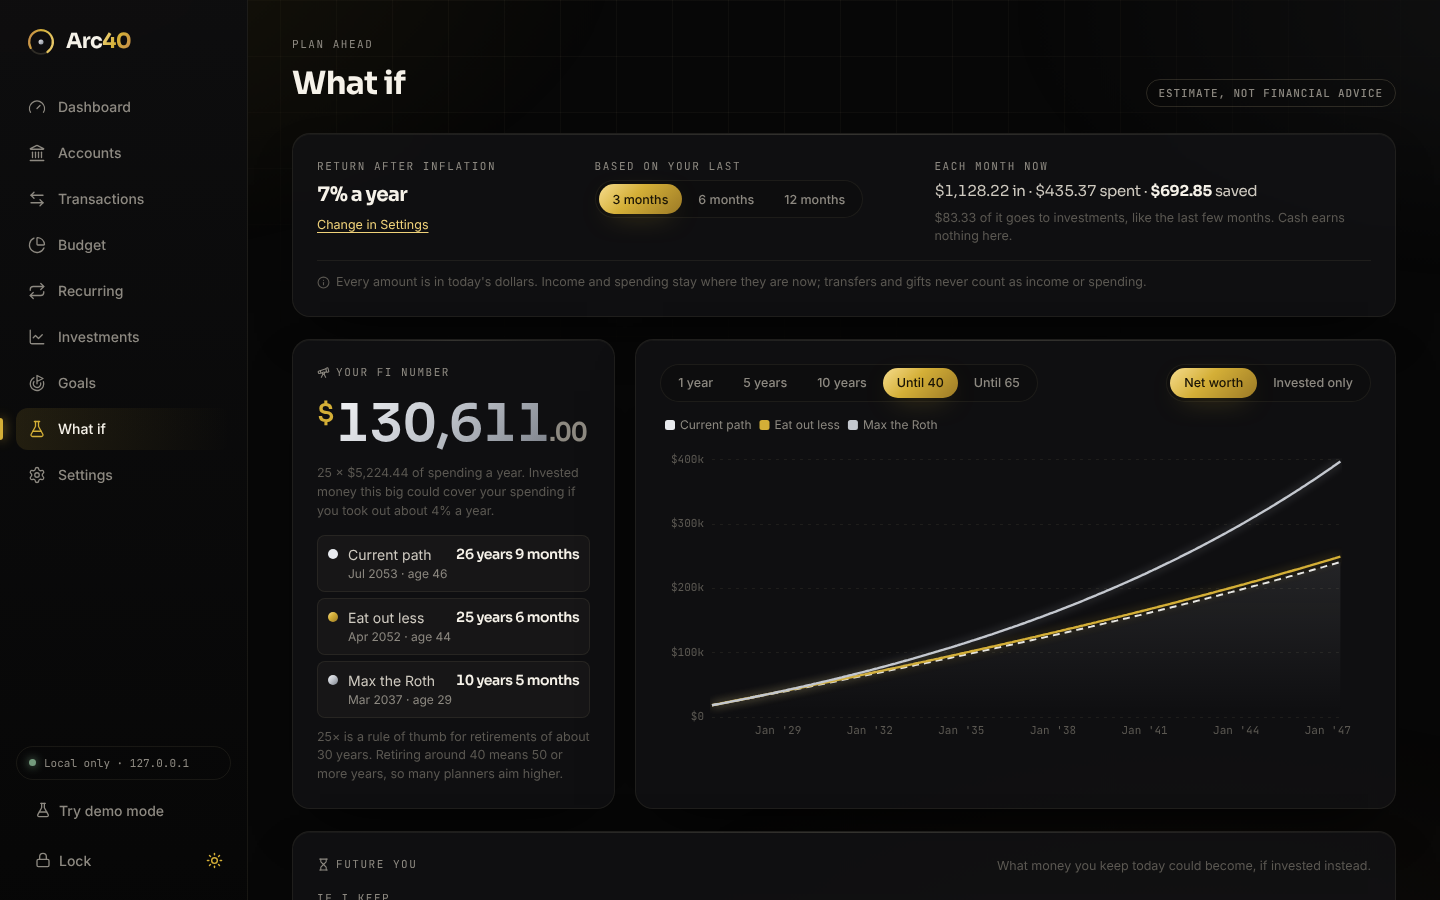 Arc40
Dashboard
Accounts
Transactions
Budget
Recurring
Investments
Goals
What if
Settings
Local only · 127.0.0.1
Try demo mode
Lock
PLAN AHEAD
What if
ESTIMATE, NOT FINANCIAL ADVICE
RETURN AFTER INFLATION
7% a year
Change in Settings
BASED ON YOUR LAST
3 months 6 months 12 months
EACH MONTH NOW
$1,128.22 in · $435.37 spent · $692.85 saved
$83.33 of it goes to investments, like the last few months. Cash earns
nothing here.
Every amount is in today's dollars. Income and spending stay where they are now; transfers and gifts never count as income or spending.
YOUR FI NUMBER
$130,611.00
25 × $5,224.44 of spending a year. Invested
money this big could cover your spending if
you took out about 4% a year.
Current path 26 years 9 months
Jul 2053 · age 46
Eat out less 25 years 6 months
Apr 2052 · age 44
Max the Roth 10 years 5 months
Mar 2037 · age 29
25× is a rule of thumb for retirements of about
30 years. Retiring around 40 means 50 or
more years, so many planners aim higher.
1 year 5 years 10 years Until 40 Until 65
Net worth Invested only
Current path Eat out less Max the Roth
$400k
$300k
$200k
$100k
$0
Jan '29 Jan '32 Jan '35 Jan '38 Jan '41 Jan '44 Jan '47
FUTURE YOU
What money you keep today could become, if invested instead.
IF I KEEP